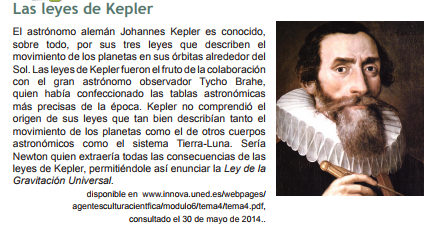 Las leyes de Kepler
El astrónomo alemán Johannes Kepler es conocido,
sobre todo, por sus tres leyes que describen el
movimiento de los planetas en sus órbitas alrededor del
Sol. Las leyes de Kepler fueron el fruto de la colaboración
con el gran astrónomo observador Tycho Brahe,
quien había confeccionado las tablas astronómicas
más precisas de la época. Kepler no comprendió el
origen de sus leyes que tan bien describían tanto el
movimiento de los planetas como el de otros cuerpos
astronómicos como el sistema Tierra-Luna. Sería
Newton quien extraería todas las consecuencias de las
leyes de Kepler, permitiéndole así enunciar la Ley de la
Gravitación Universal.
disponible en www.innova.uned.es/webpages/
agentesculturacientfica/modulo6/tema4/tema4.pdf,
consultado el 30 de mayo de 2014..